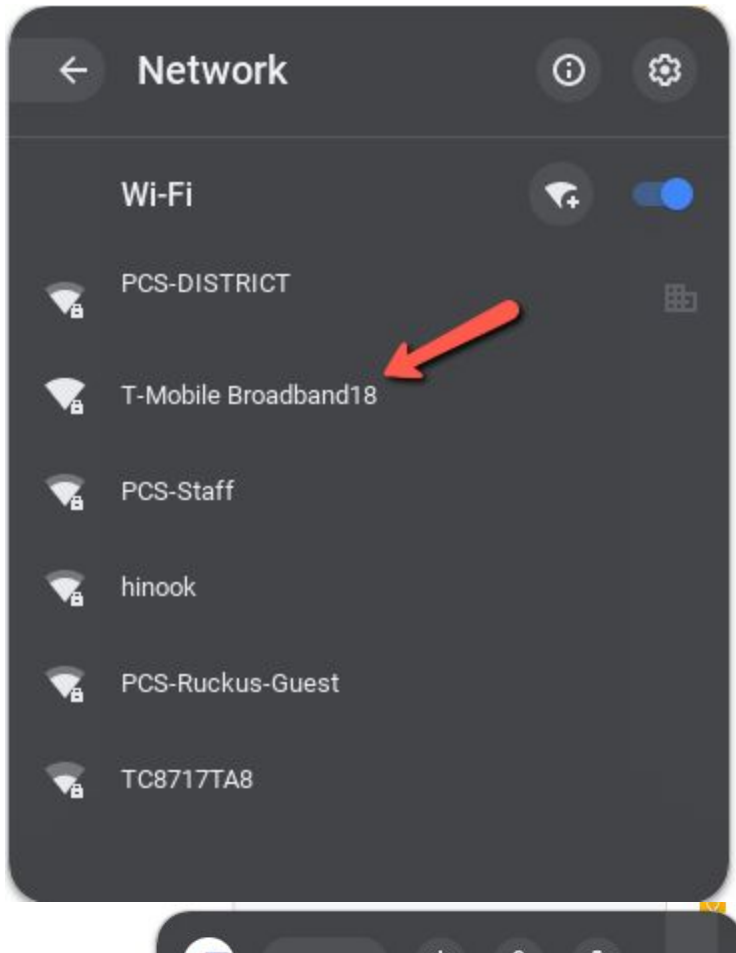 Network
Wi-Fi
PCS-DISTRICT
T-Mobile Broadband18
PCS-Staff
hinook
PCS-Ruckus-Guest
TC8717TA8